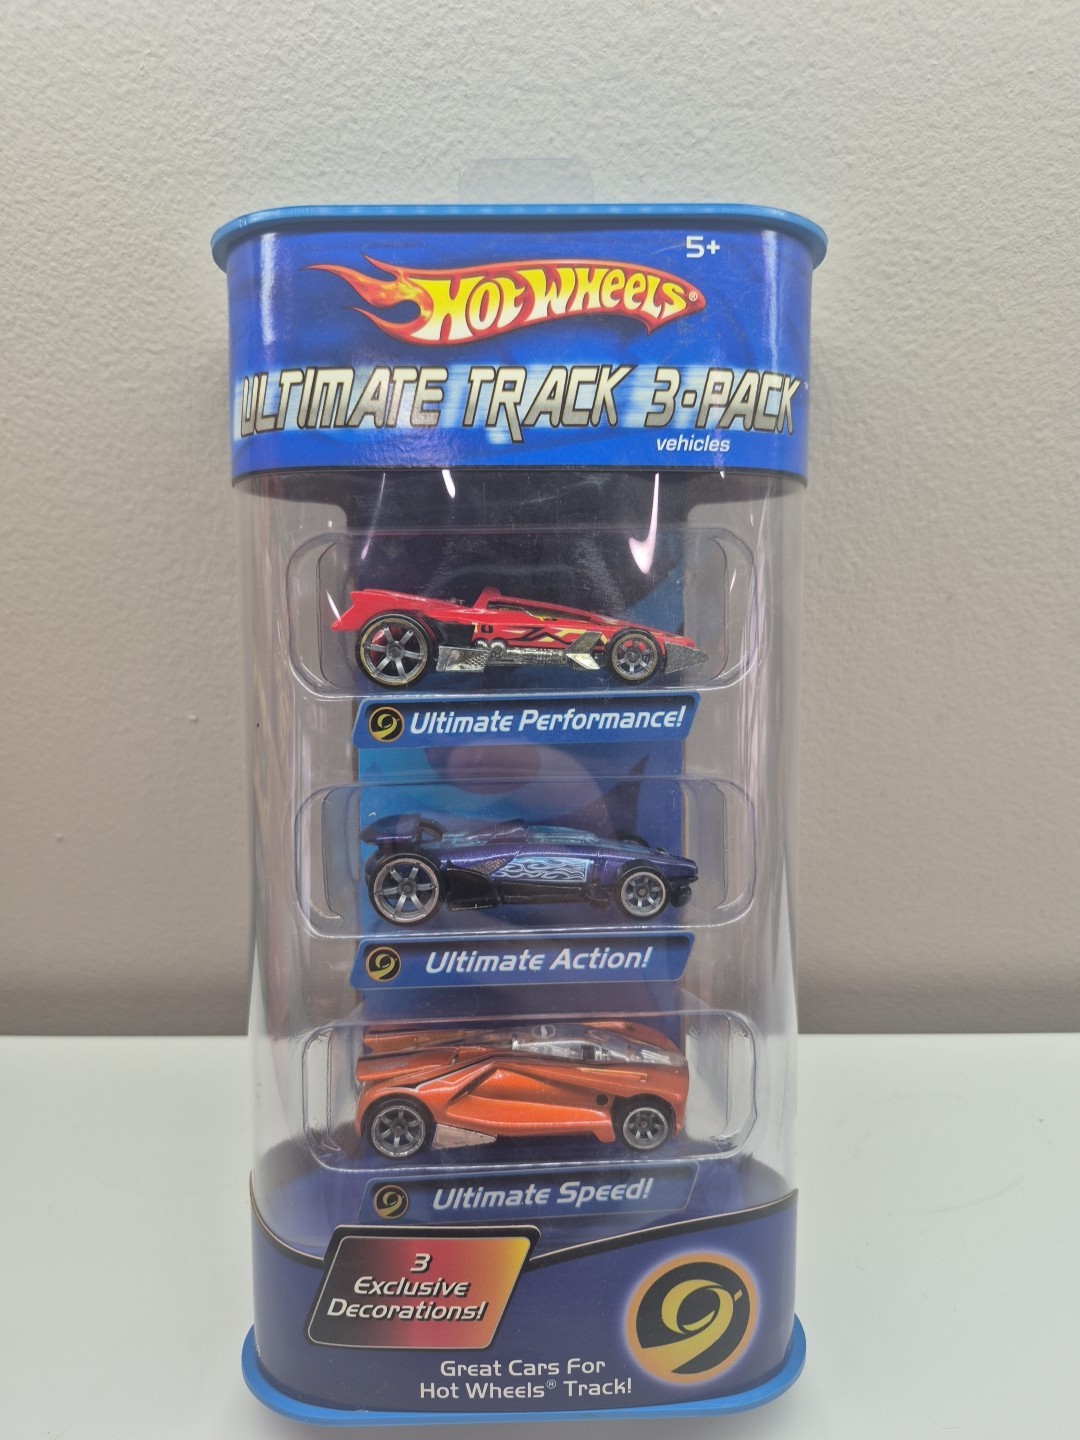 5+
HOT WHEELS®
ULTIMATE TRACK 3-PACK™
vehicles
Ultimate Performance!
Ultimate Action!
Ultimate Speed!
3
Exclusive
Decorations!
Great Cars For
Hot Wheels® Track!